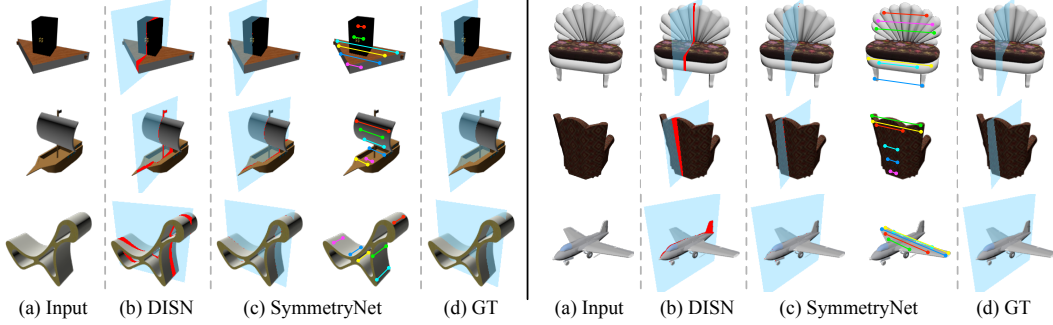 (a) Input (b) DISN (c) SymmetryNet (d) GT (a) Input (b) DISN (c) SymmetryNet (d) GT